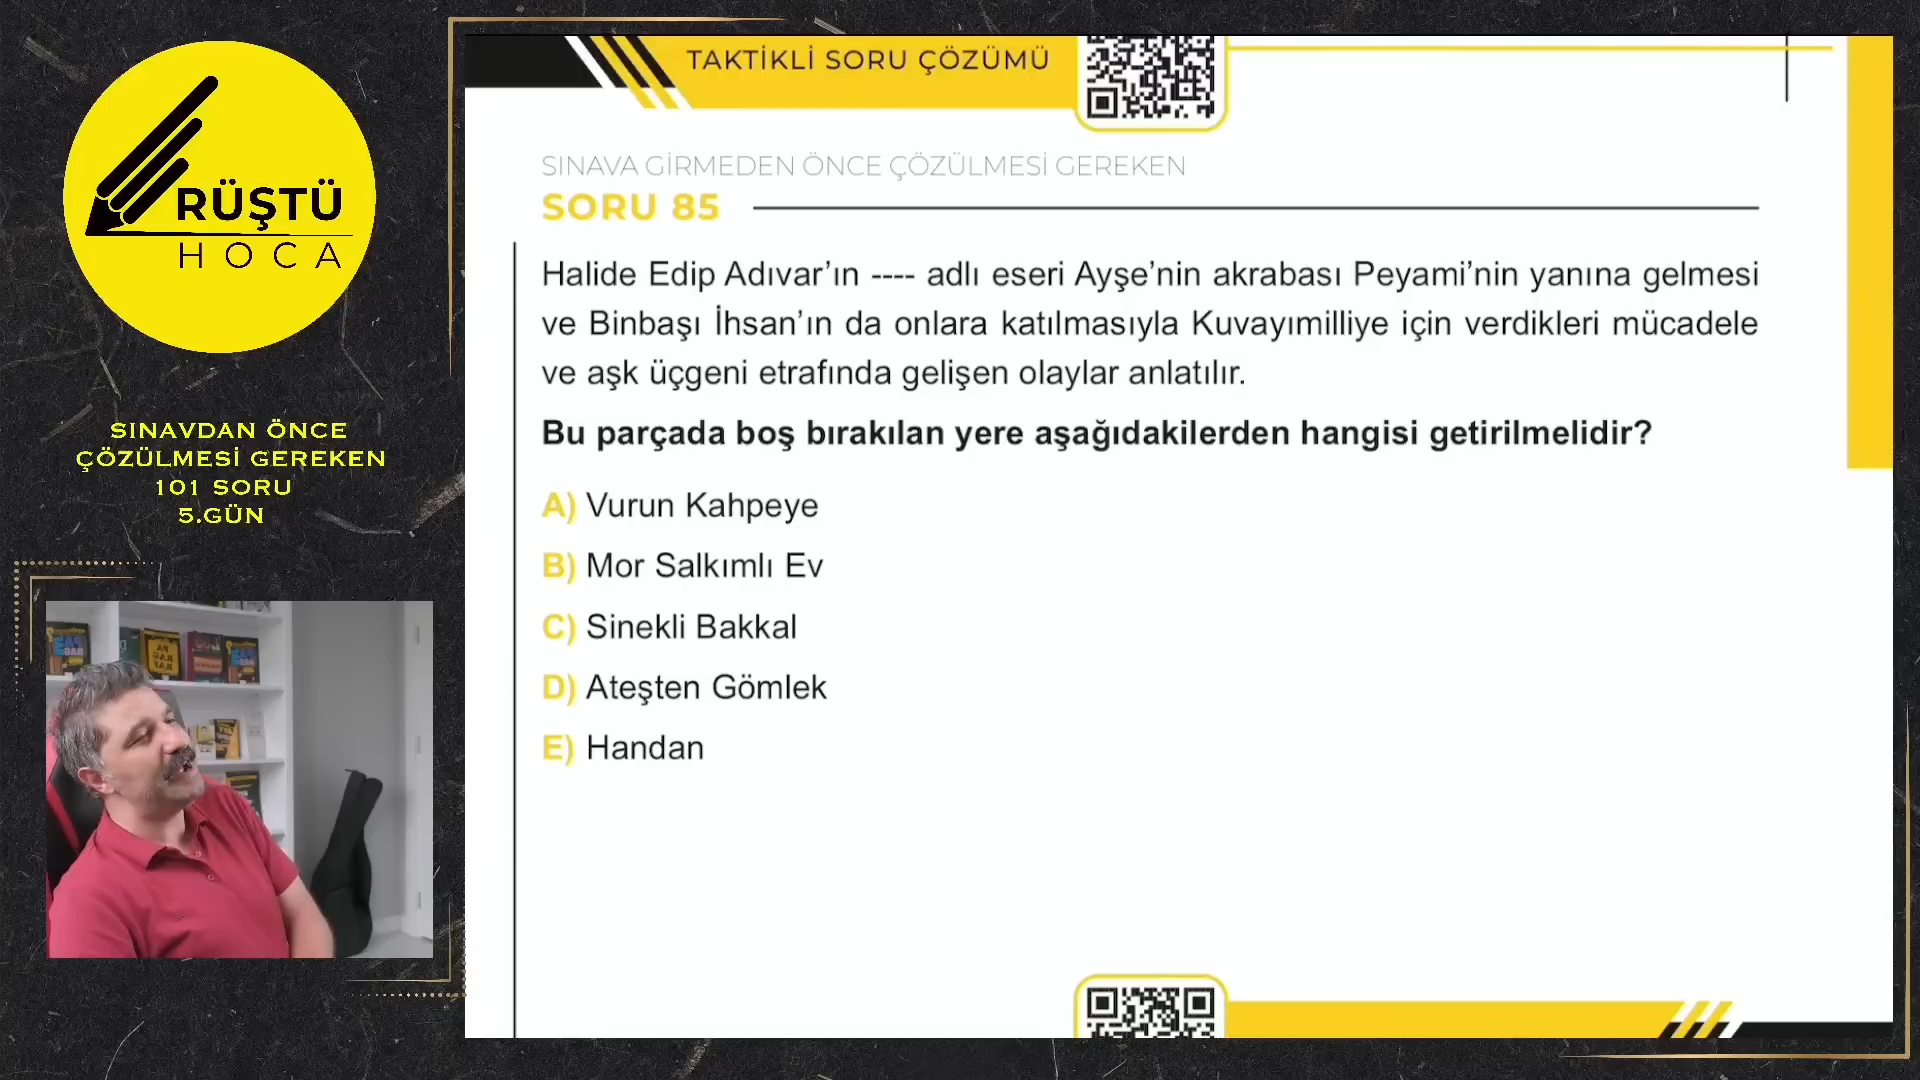 RÜŞTÜ
HOCA
SINAVDAN ÖNCE
ÇÖZÜLMESİ GEREKEN
101 SORU
5.GÜN
TAKTİKLİ SORU ÇÖZÜMÜ
SINAVA GİRMEDEN ÖNCE ÇÖZÜLMESİ GEREKEN
SORU 85
Halide Edip Adıvar’ın ---- adlı eseri Ayşe’nin akrabası Peyami’nin yanına gelmesi
ve Binbaşı İhsan’ın da onlara katılmasıyla Kuvayımilliye için verdikleri mücadele
ve aşk üçgeni etrafında gelişen olaylar anlatılır.
Bu parçada boş bırakılan yere aşağıdakilerden hangisi getirilmelidir?
A) Vurun Kahpeye
B) Mor Salkımlı Ev
C) Sinekli Bakkal
D) Ateşten Gömlek
E) Handan